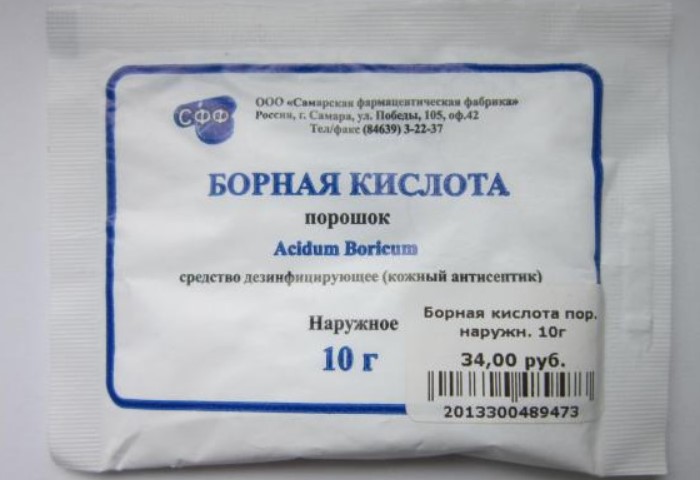 СФФ
ООО «Самарская фармацевтическая фабрика»
Россия, г. Самара, ул. Победы, 105, оф.42
Тел/факс (84639) 3-22-37
БОРНАЯ КИСЛОТА
порошок
Acidum Boricum
средство дезинфицирующее (кожный антисептик)
Наружное
10 г
Борная кислота пор.
наружн. 10г
34,00 руб.
2013300489473